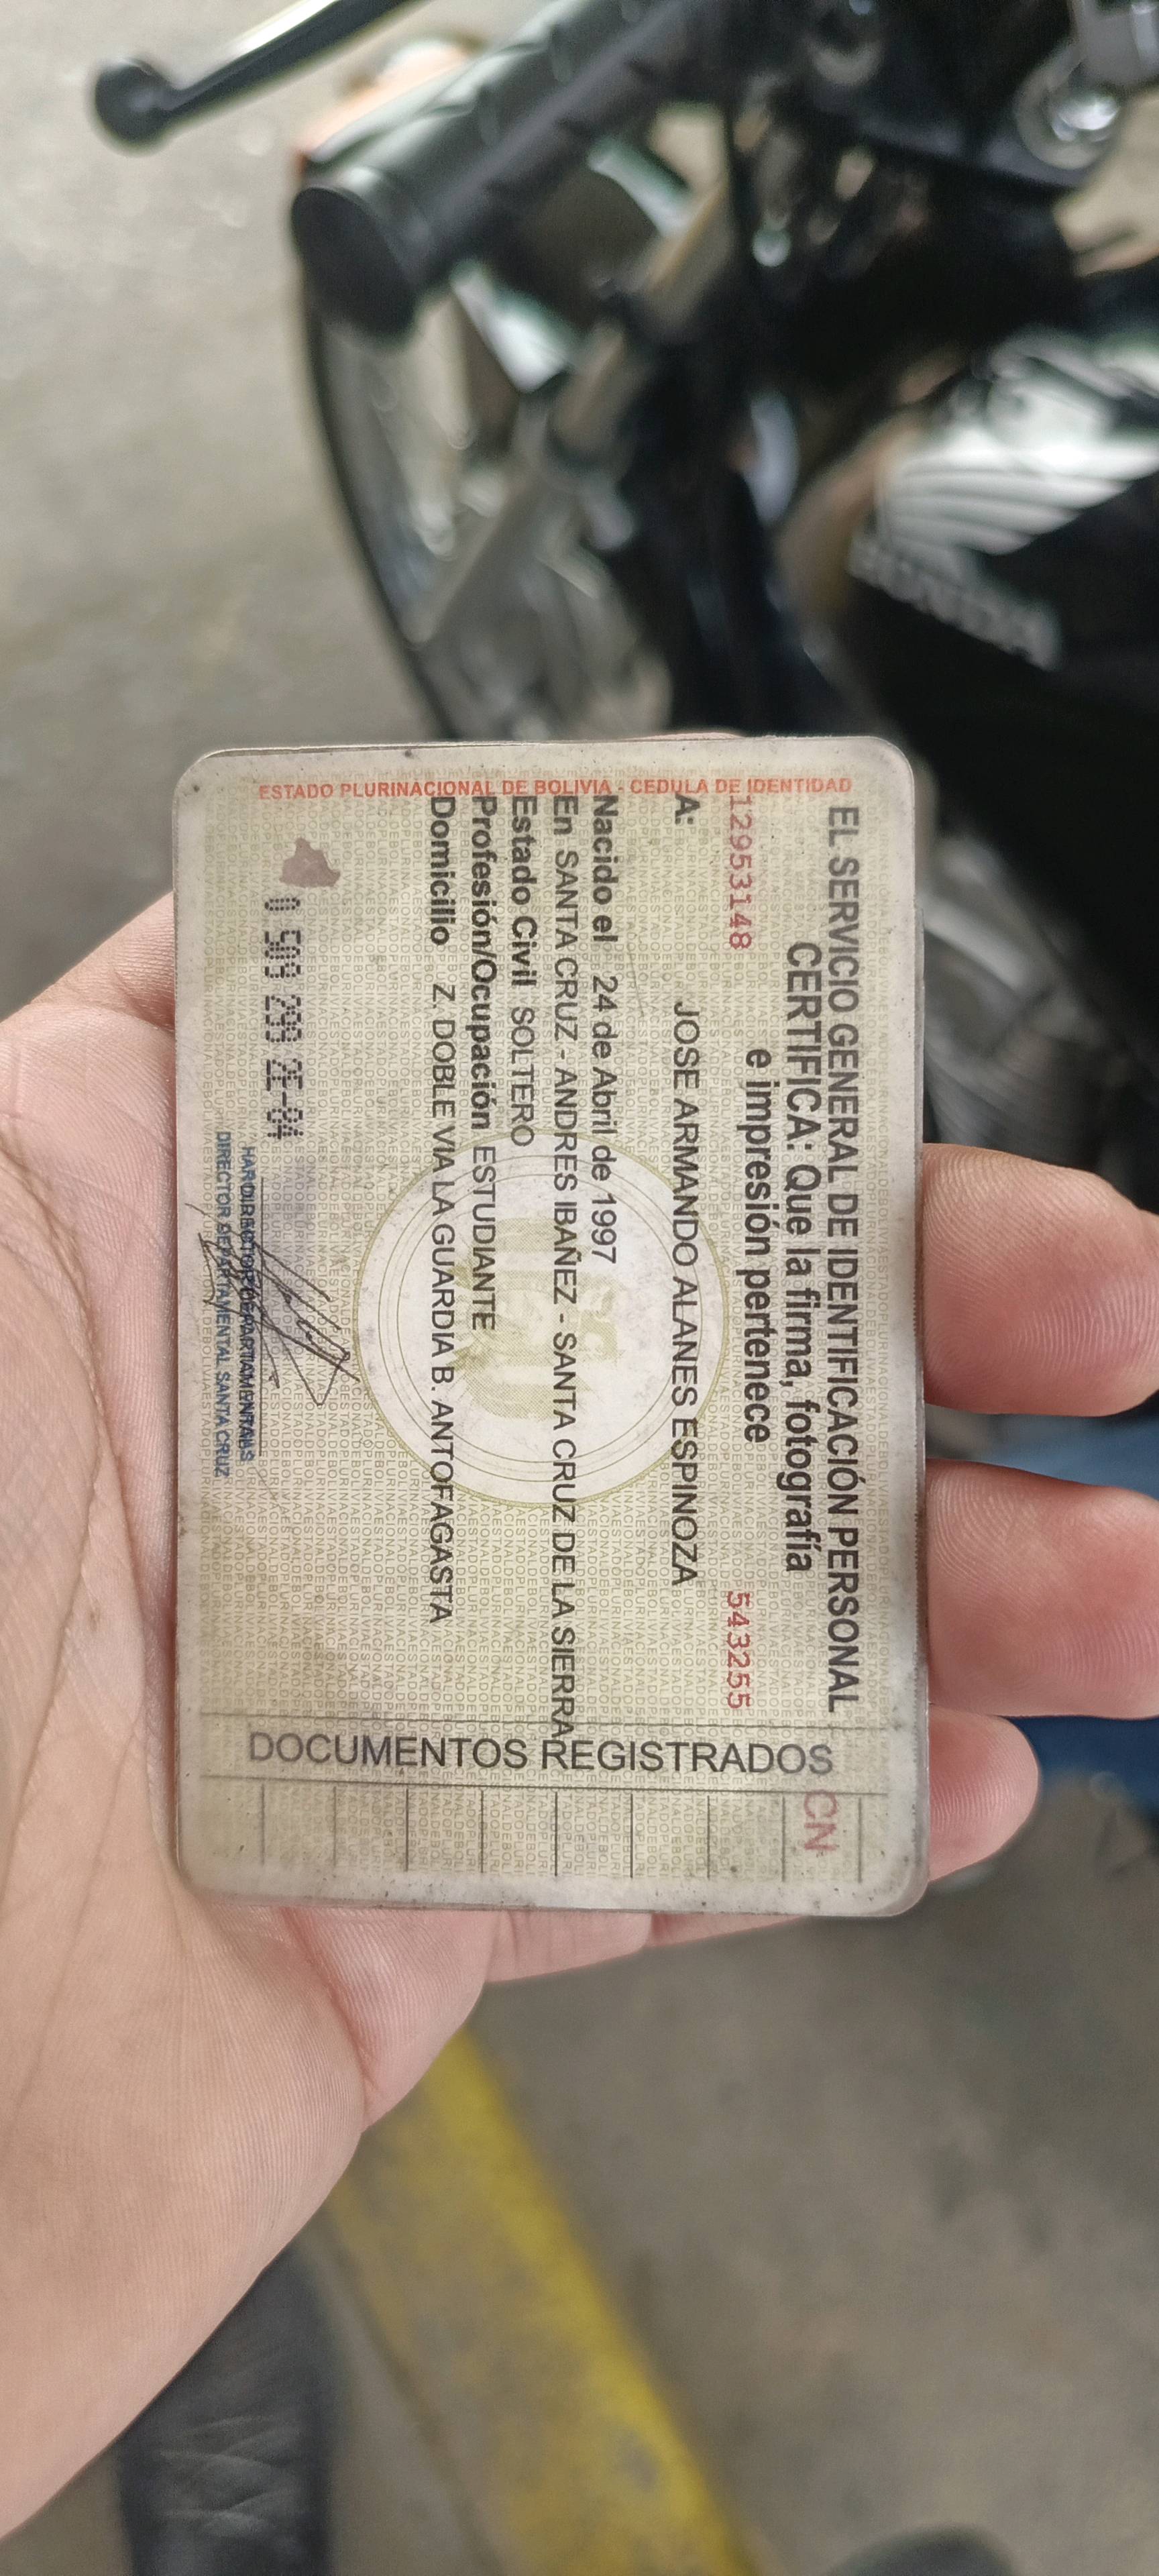 ESTADO PLURINACIONAL DE BOLIVIA - CEDULA DE IDENTIDAD
EL SERVICIO GENERAL DE IDENTIFICACIÓN PERSONAL
CERTIFICA: Que la firma, fotografía
e impresión pertenece
12953148 543255
A: JOSE ARMANDO ALANES ESPINOZA
Nacido el 24 de Abril de 1997
En SANTA CRUZ - ANDRES IBAÑEZ - SANTA CRUZ DE LA SIERRA
Estado Civil SOLTERO
Profesión/Ocupación ESTUDIANTE
Domicilio Z. DOBLE VIA LA GUARDIA B. ANTOFAGASTA
0 509 299 2E-04
DIRECTOR DEPARTAMENTAL SANTA CRUZ
DOCUMENTOS REGISTRADOS
CN
HONDA